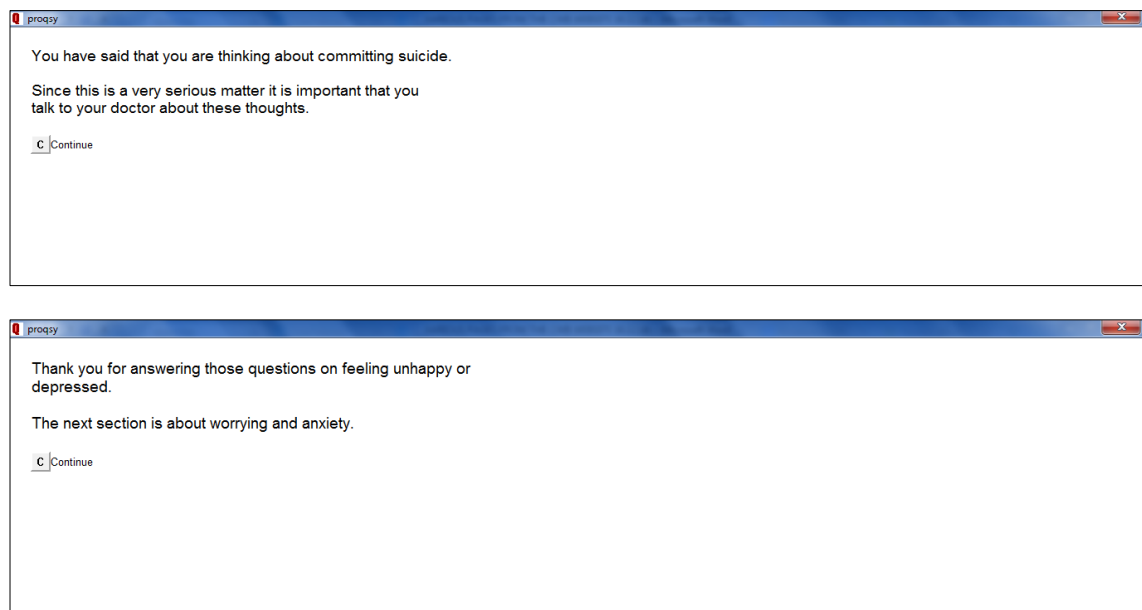 proqsy
You have said that you are thinking about committing suicide.
Since this is a very serious matter it is important that you
talk to your doctor about these thoughts.
C Continue
proqsy
Thank you for answering those questions on feeling unhappy or
depressed.
The next section is about worrying and anxiety.
C Continue